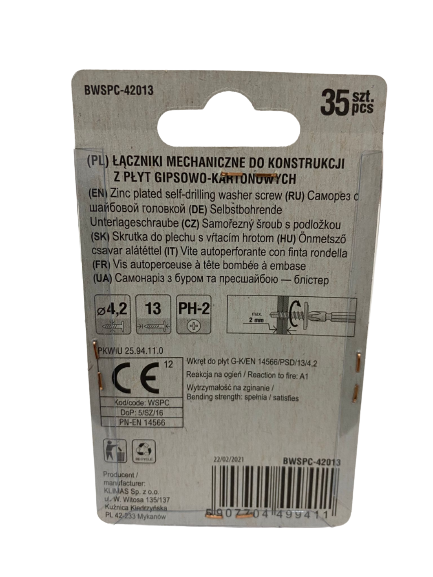 BWSPC-42013
35 szt.
pcs
(PL) ŁĄCZNIKI MECHANICZNE DO KONSTRUKCJI
Z PŁYT GIPSOWO-KARTONOWYCH
(EN) Zinc plated self-drilling washer screw (RU) Саморез с
шайбовой головкой (DE) Selbstbohrende
Unterlagschraube (CZ) Samořezný šroub s podložkou
(SK) Skrutka do plechu s vŕtacím hrotom (HU) Önmetsző
csavar alátéttel (IT) Vite autoperforante con finta rondella
(FR) Vis autoperceuse à tête bombée à embase
(UA) Самонарізи з буром та пресшайбою — блістер
ø4,2
13
PH-2
max.
2 mm
PKWiU 25.94.11.0
CE 12
Kod/code: WSPC
DoP: 5/SZ/16
PN-EN 14566
Wkręt do płyt G-K/EN 14566/PSD/13/4,2
Reakcja na ogień / Reaction to fire: A1
Wytrzymałość na zginanie /
Bending strength: spełnia / satisfies
Producent /
manufacturer:
KLIMAS Sp. z o.o.
ul. W. Witosa 135/137
Kuźnica Kiedrzyńska
PL 42-233 Mykanów
22/02/2021
BWSPC-42013
5907704499411